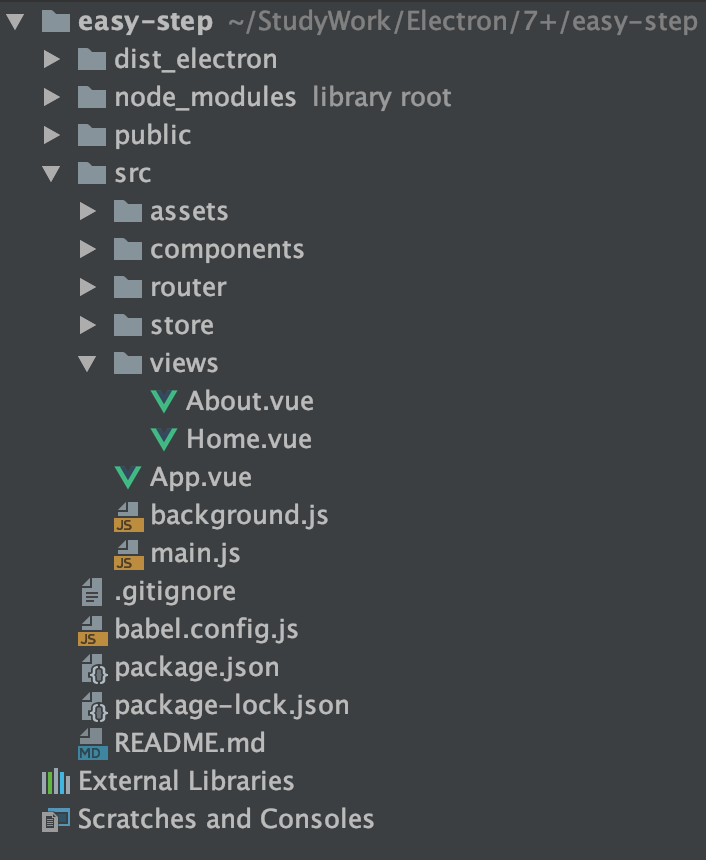 easy-step ~/StudyWork/Electron/7+/easy-step
dist_electron
node_modules library root
public
src
assets
components
router
store
views
About.vue
Home.vue
App.vue
JS background.js
JS main.js
.gitignore
JS babel.config.js
package.json
package-lock.json
MD README.md
External Libraries
Scratches and Consoles